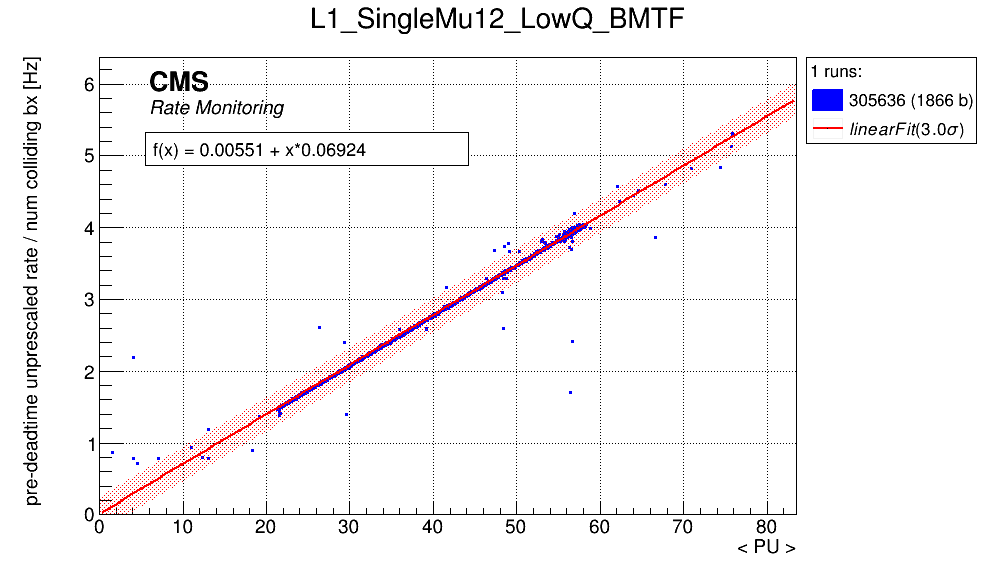 L1_SingleMu12_LowQ_BMTF
pre-deadtime unprescaled rate / num colliding bx [Hz]
CMS
Rate Monitoring
f(x) = 0.00551 + x*0.06924
1 runs:
305636 (1866 b)
linearFit(3.0σ)
6
5
4
3
2
1
0
0 10 20 30 40 50 60 70 80
< PU >